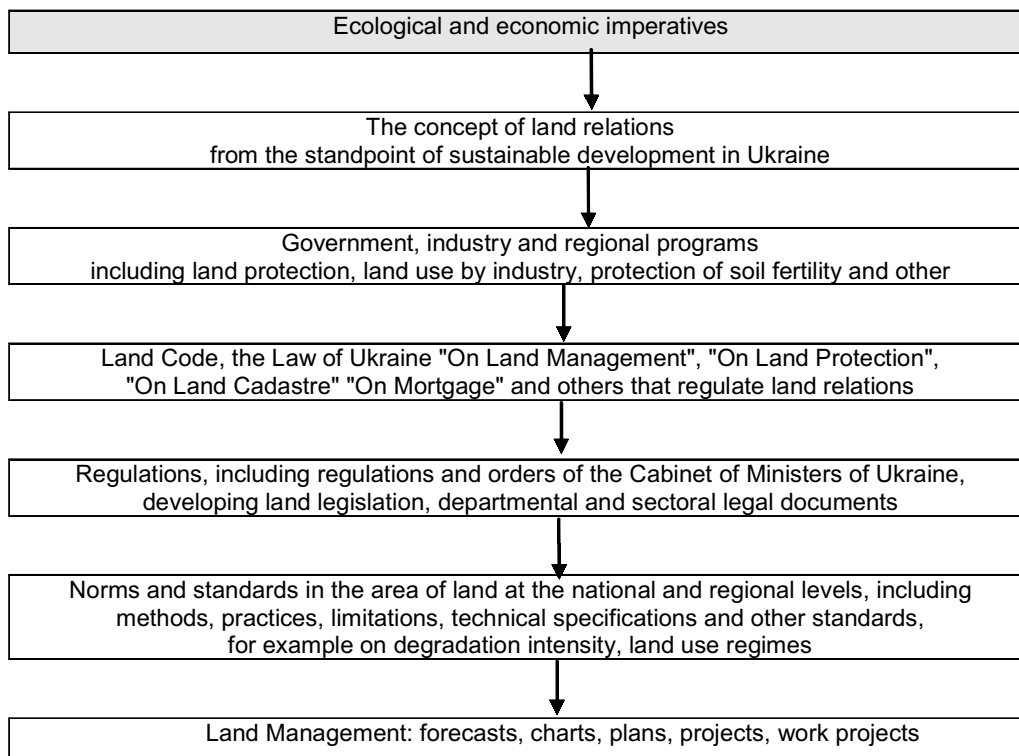 Ecological and economic imperatives
The concept of land relations
from the standpoint of sustainable development in Ukraine
Government, industry and regional programs
including land protection, land use by industry, protection of soil fertility and other
Land Code, the Law of Ukraine "On Land Management", "On Land Protection",
"On Land Cadastre" "On Mortgage" and others that regulate land relations
Regulations, including regulations and orders of the Cabinet of Ministers of Ukraine,
developing land legislation, departmental and sectoral legal documents
Norms and standards in the area of land at the national and regional levels, including
methods, practices, limitations, technical specifications and other standards,
for example on degradation intensity, land use regimes
Land Management: forecasts, charts, plans, projects, work projects